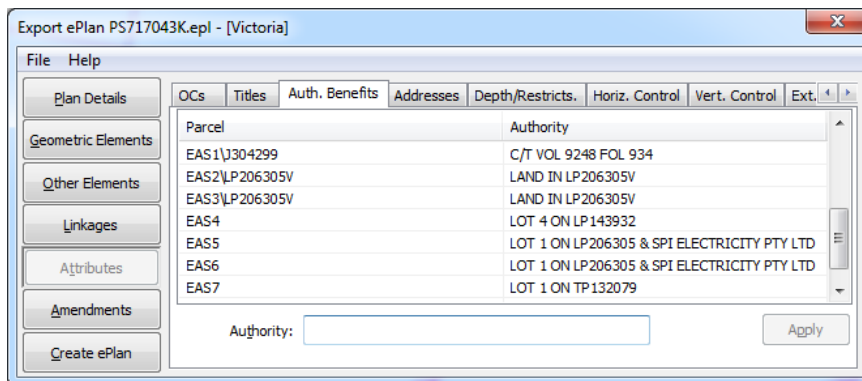 Export ePlan PS717043K.epl - [Victoria]
File Help
Plan Details
Geometric Elements
Other Elements
Linkages
Attributes
Amendments
Create ePlan
OCs Titles Auth. Benefits Addresses Depth/Restricts. Horiz. Control Vert. Control Ext.
Parcel Authority
EAS1\J304299 C/T VOL 9248 FOL 934
EAS2\LP206305V LAND IN LP206305V
EAS3\LP206305V LAND IN LP206305V
EAS4 LOT 4 ON LP143932
EAS5 LOT 1 ON LP206305 & SPI ELECTRICITY PTY LTD
EAS6 LOT 1 ON LP206305 & SPI ELECTRICITY PTY LTD
EAS7 LOT 1 ON TP132079
Authority: Apply